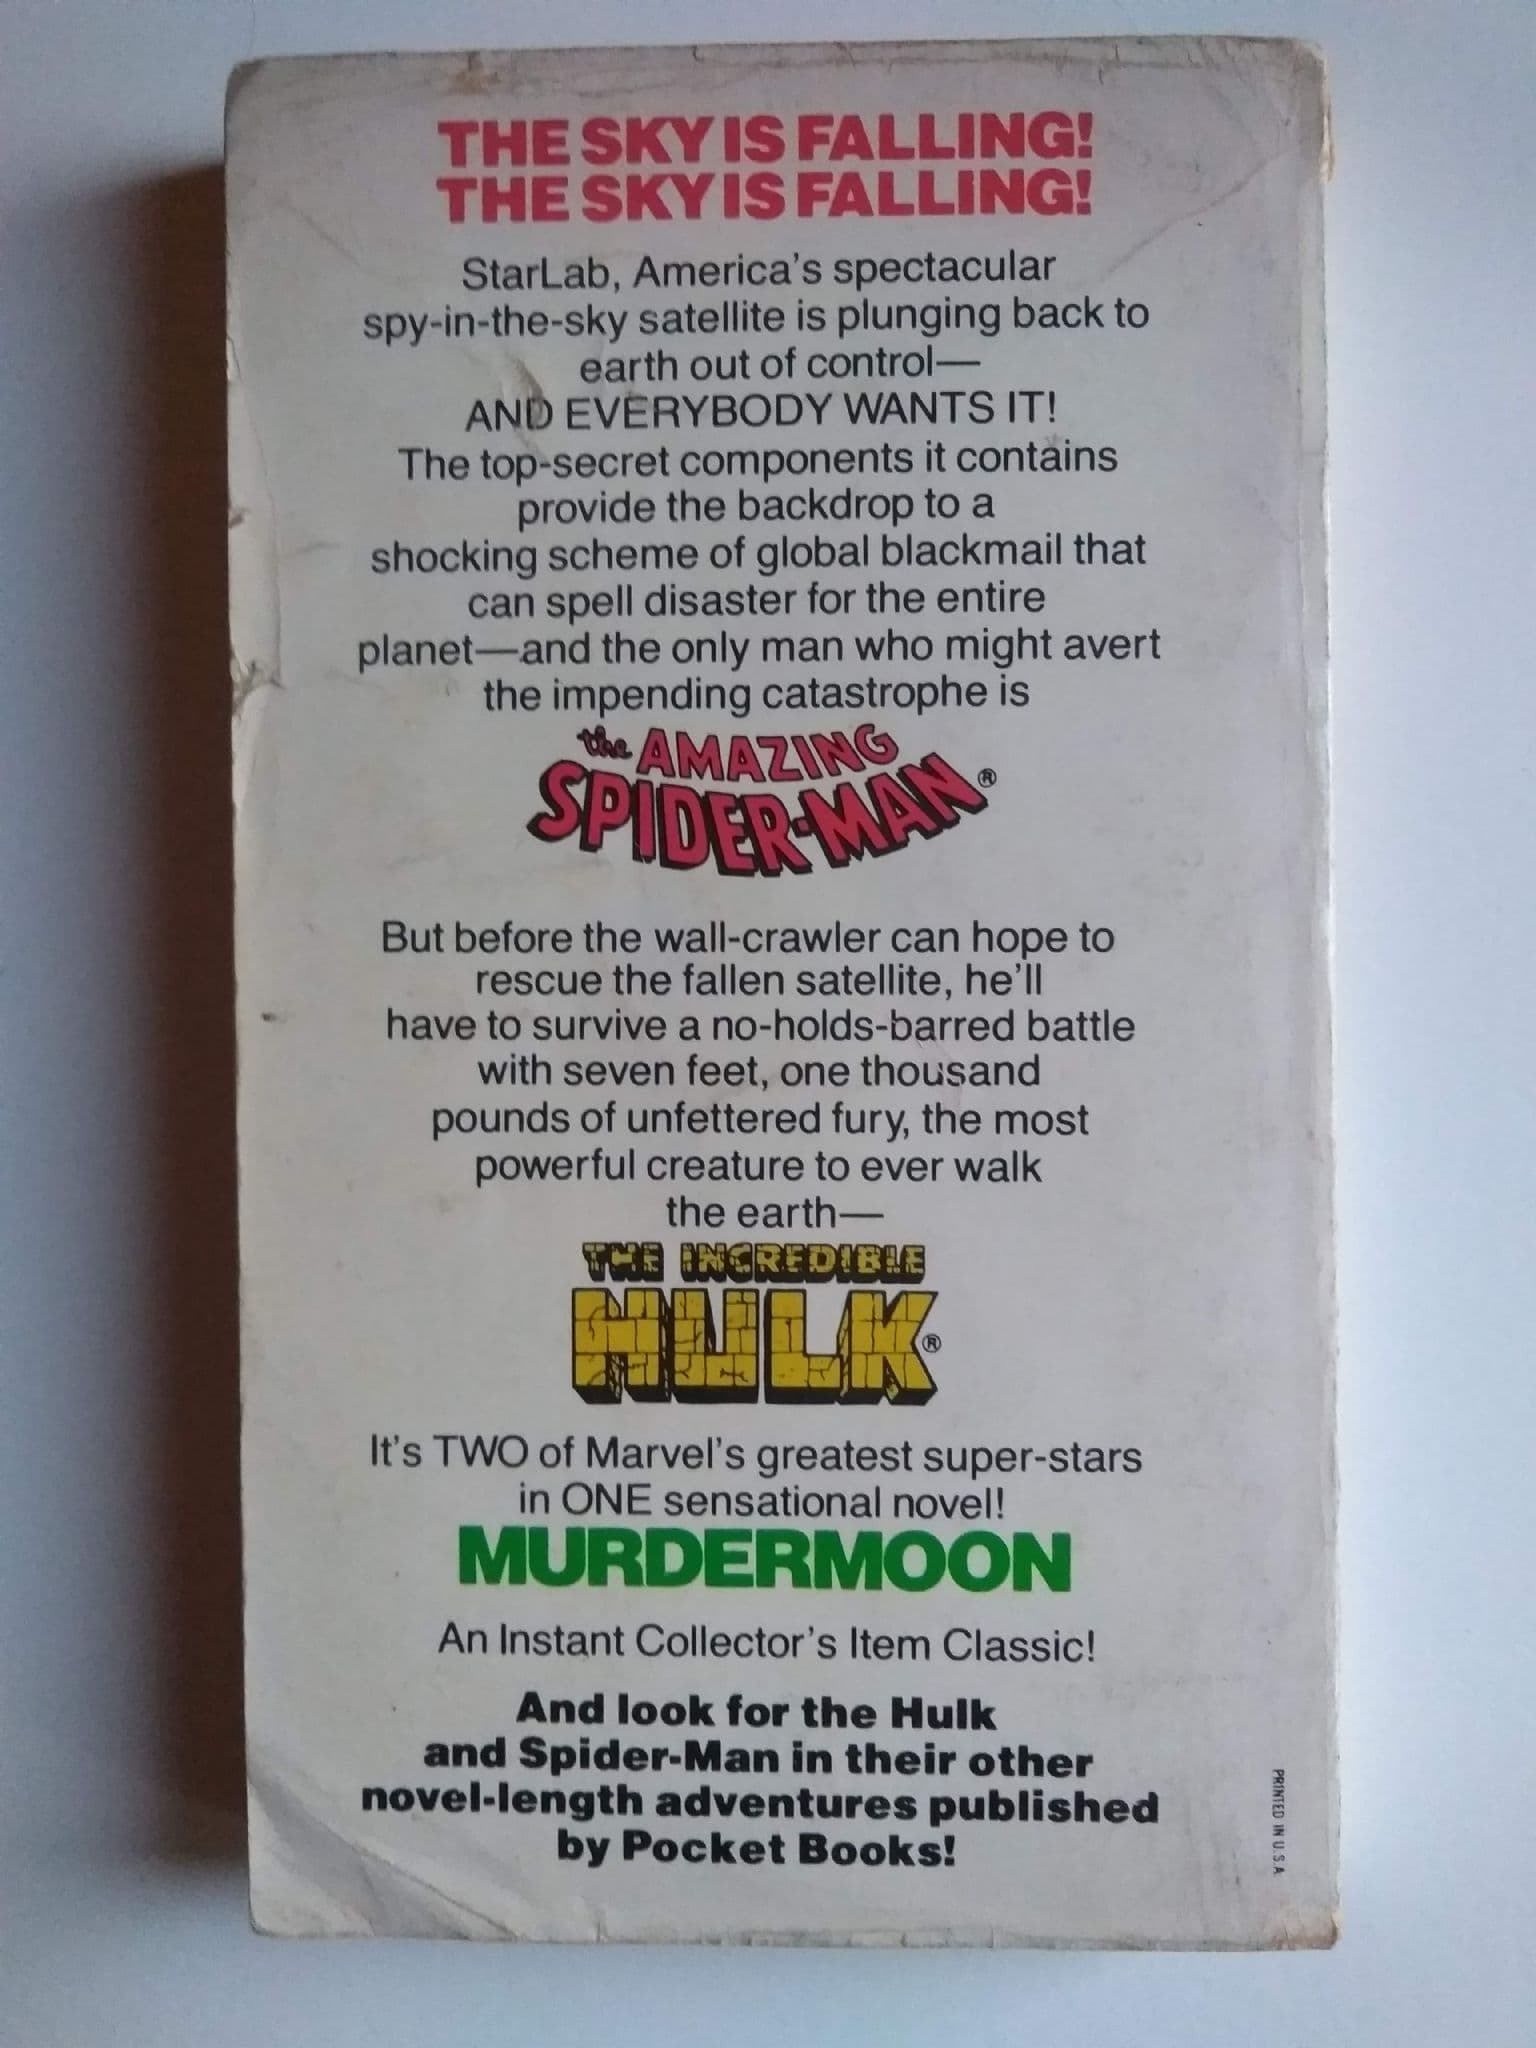 THE SKY IS FALLING!
THE SKY IS FALLING!
StarLab, America's spectacular
spy-in-the-sky satellite is plunging back to
earth out of control—
AND EVERYBODY WANTS IT!
The top-secret components it contains
provide the backdrop to a
shocking scheme of global blackmail that
can spell disaster for the entire
planet—and the only man who might avert
the impending catastrophe is
the AMAZING
SPIDER-MAN®
But before the wall-crawler can hope to
rescue the fallen satellite, he'll
have to survive a no-holds-barred battle
with seven feet, one thousand
pounds of unfettered fury, the most
powerful creature to ever walk
the earth—
THE INCREDIBLE
HULK®
It's TWO of Marvel's greatest super-stars
in ONE sensational novel!
MURDERMOON
An Instant Collector's Item Classic!
And look for the Hulk
and Spider-Man in their other
novel-length adventures published
by Pocket Books!
PRINTED IN U.S.A.